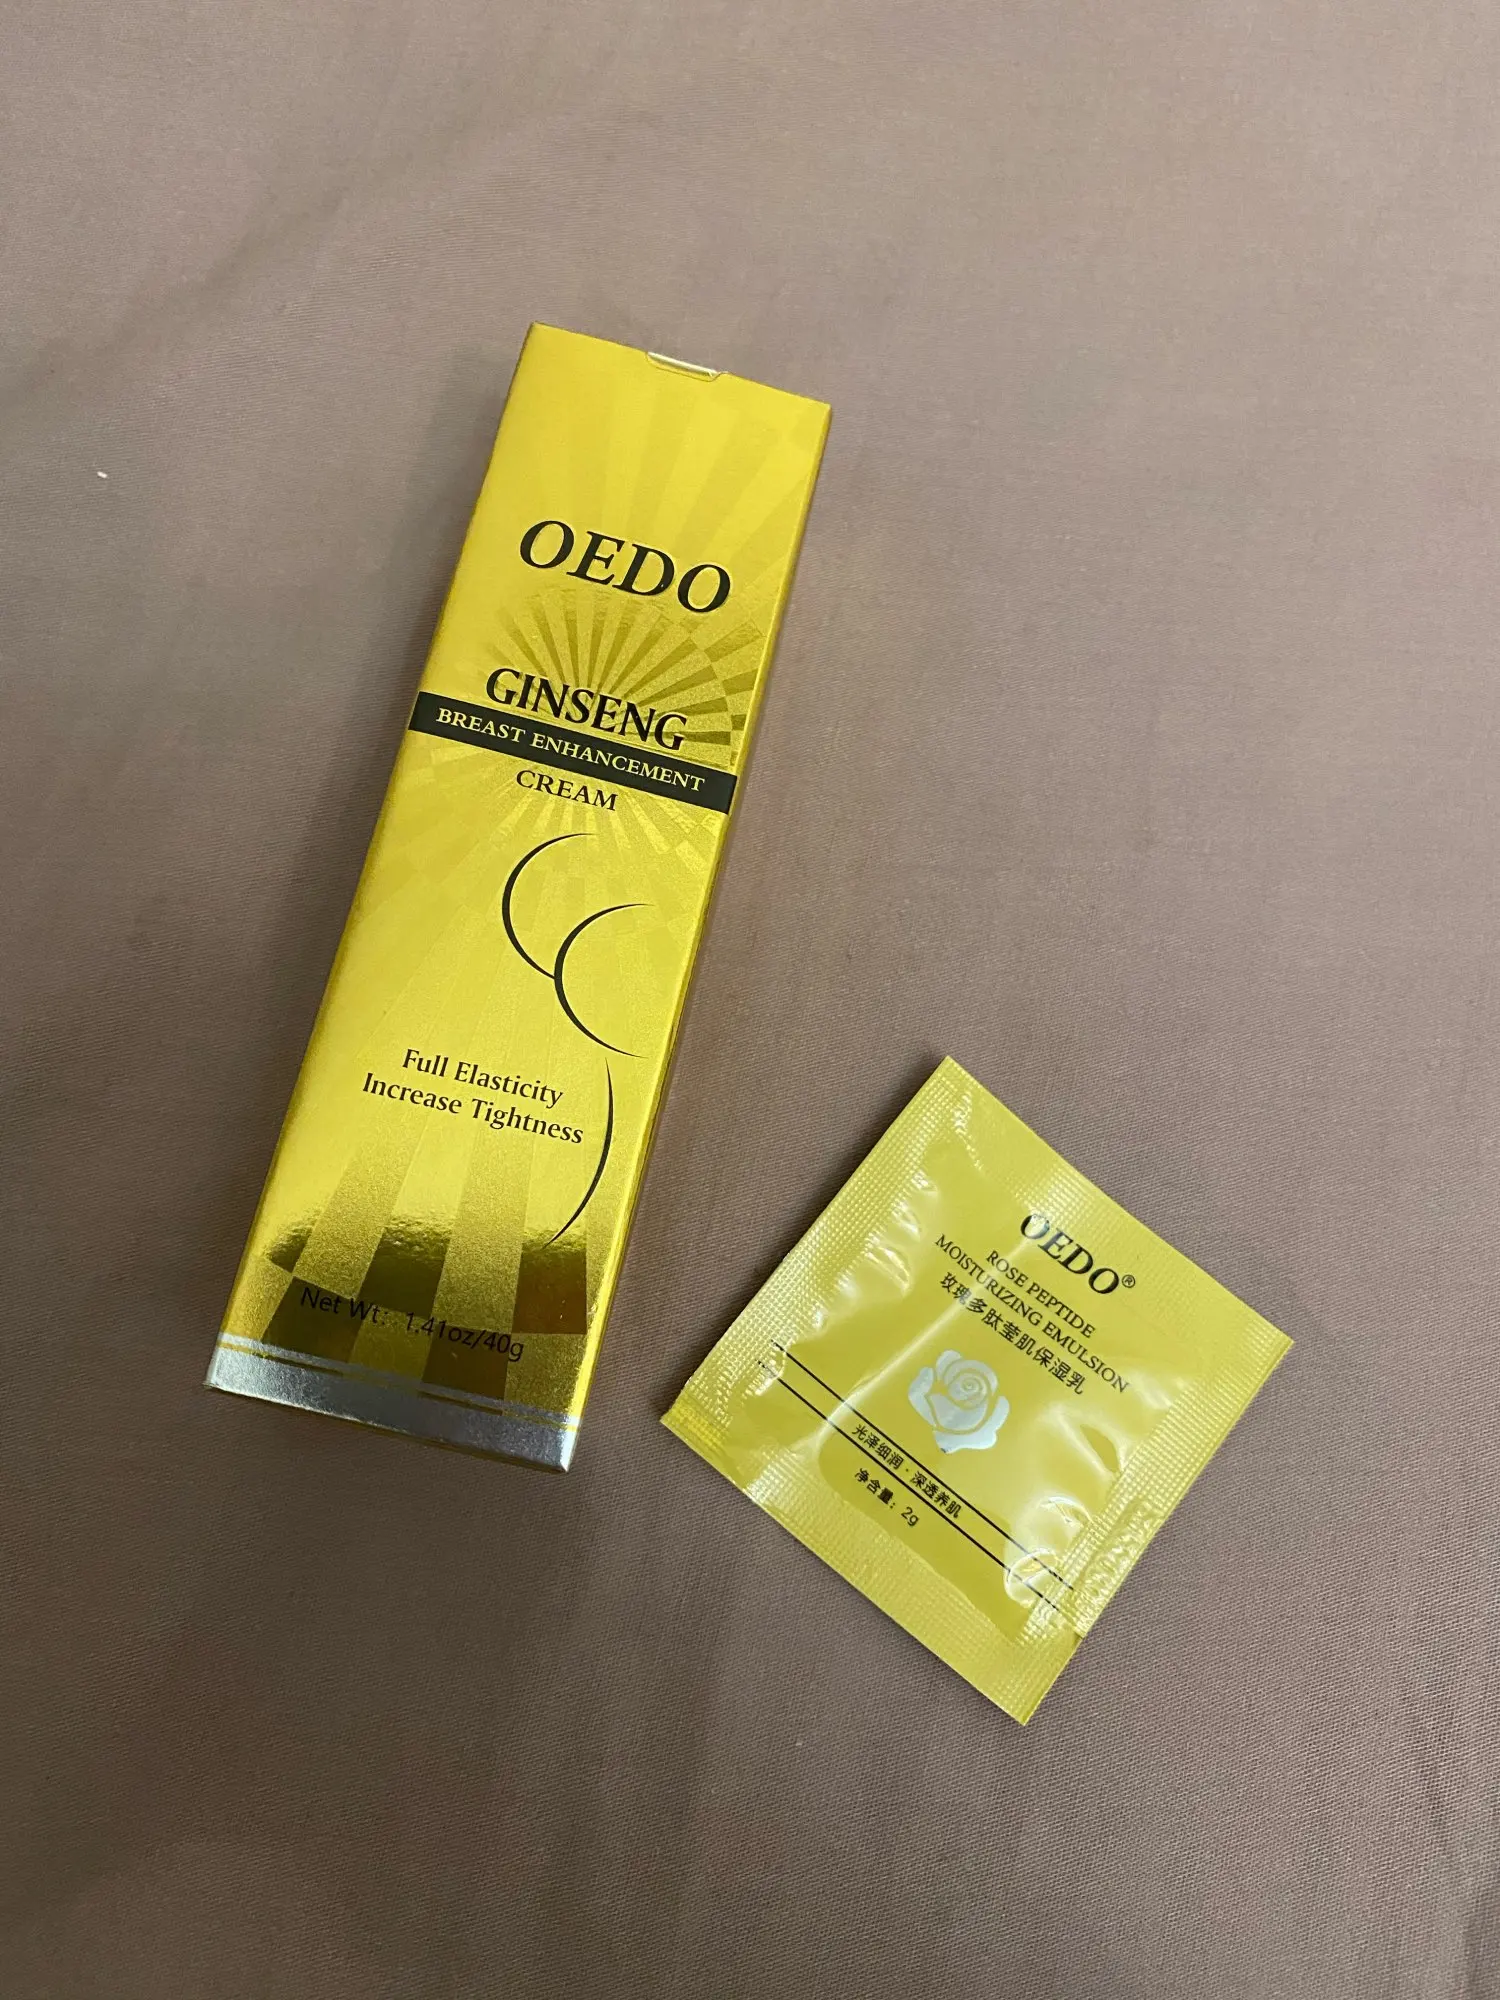 OEDO
GINSENG
BREAST ENHANCEMENT
CREAM
Full Elasticity
Increase Tightness
Net Wt: 1.41oz/40g
OEDO®
ROSE PEPTIDE
MOISTURIZING EMULSION
玫瑰多肽莹肌保湿乳
光泽细润·深透养肌
净含量：2g